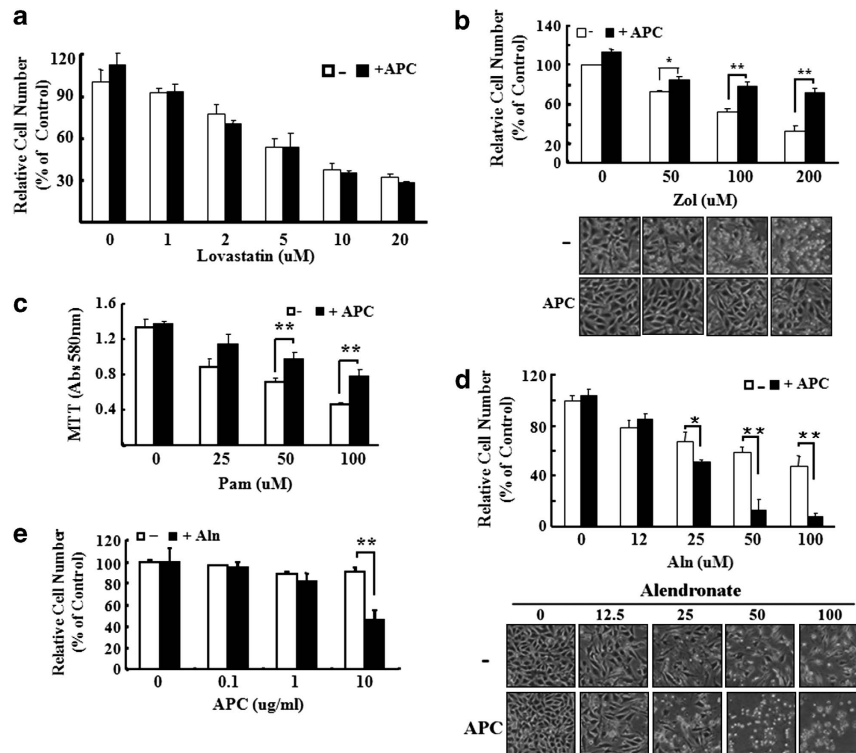 a
Relative Cell Number
(% of Control)
120
90
60
30
- +APC
0 1 2 5 10 20
Lovastatin (uM)
b
Relatvie Cell Number
(% of Control)
140
100
80
60
20
0
- + APC
* ** **
0 50 100 200
Zol (uM)
-
APC
c
MTT (Abs 580nm)
1.6
1.2
0.8
0.4
- + APC
** **
0 25 50 100
Pam (uM)
d
Relative Cell Number
(% of Control)
120
100
80
60
40
20
0
- + APC
* ** **
0 12 25 50 100
Aln (uM)
Alendronate
0 12.5 25 50 100
-
APC
e
Relative Cell Number
(% of Control)
120
100
80
60
40
20
0
- + Aln
**
0 0.1 1 10
APC (ug/ml)